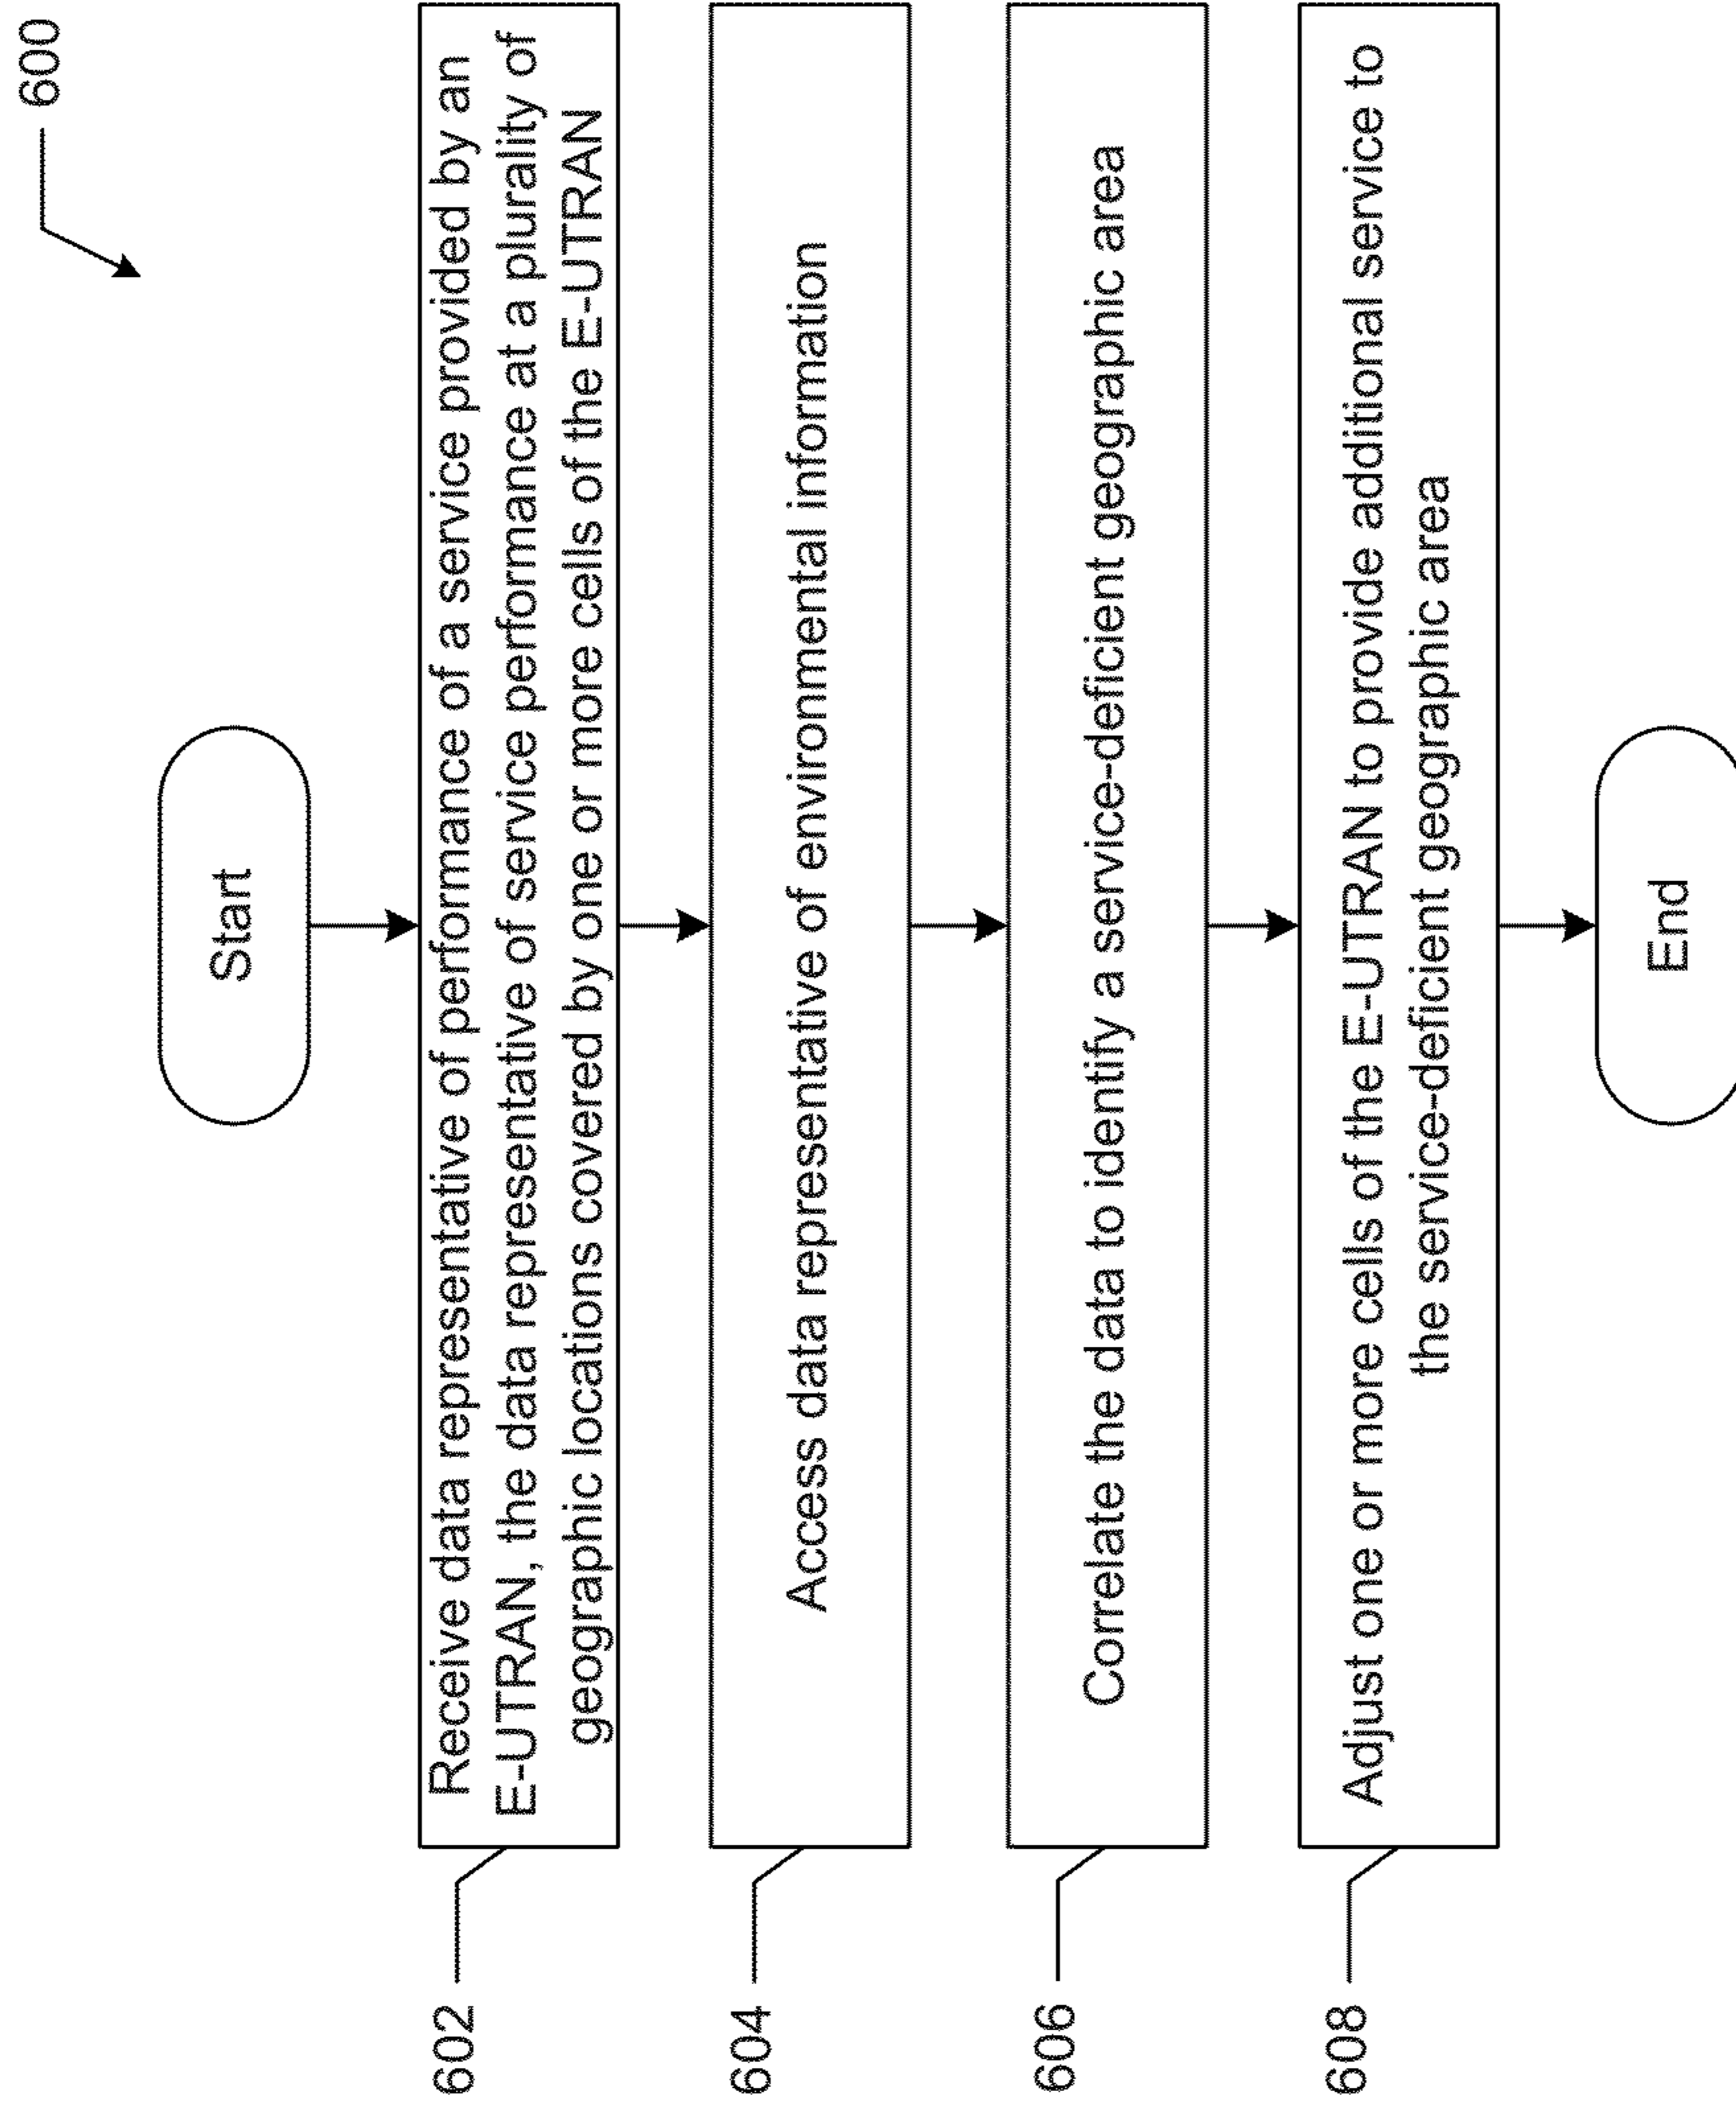 600
Start
602
Receive data representative of performance of a service provided by an
E-UTRAN, the data representative of service performance at a plurality of
geographic locations covered by one or more cells of the E-UTRAN
604
Access data representative of environmental information
606
Correlate the data to identify a service-deficient geographic area
608
Adjust one or more cells of the E-UTRAN to provide additional service to
the service-deficient geographic area
End